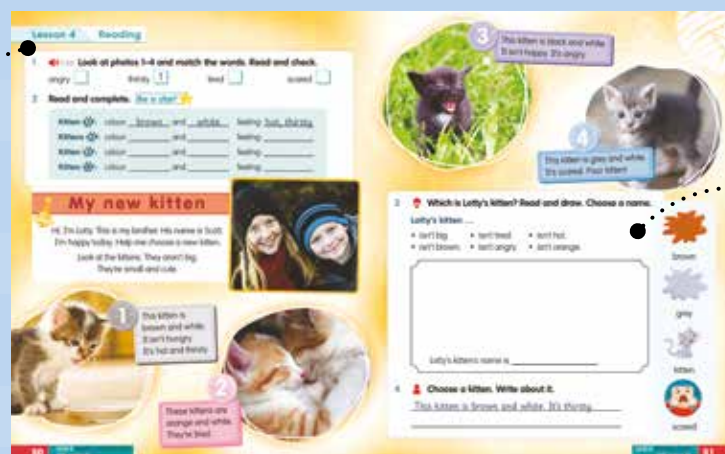 Lesson 4 Reading
1 Look at photos 1–4 and match the words. Read and check.
angry thirsty 1 tired scared
2 Read and complete. Be a star!
Kitten 1: colour: brown and white feeling: hot, thirsty
Kittens 2: colour: and feeling:
Kitten 3: colour: and feeling:
Kitten 4: colour: and feeling:
My new kitten
Hi, I'm Lotty. This is my brother. His name is Scott.
I'm happy today. Help me choose a new kitten.
Look at the kittens. They aren't big.
They're small and cute.
1
This kitten is
brown and white.
It isn't hungry.
It's hot and thirsty.
2
These kittens are
orange and white.
They're tired.
3
This kitten is black and white.
It isn't happy. It's angry.
4
This kitten is grey and white.
It's scared. Poor kitten!
3 Which is Lotty's kitten? Read and draw. Choose a name.
Lotty's kitten ...
• isn't big. • isn't tired. • isn't hot.
• isn't brown. • isn't angry. • isn't orange.
Lotty's kitten's name is
4 Choose a kitten. Write about it.
This kitten is brown and white. It's thirsty.
brown
grey
kitten
scared